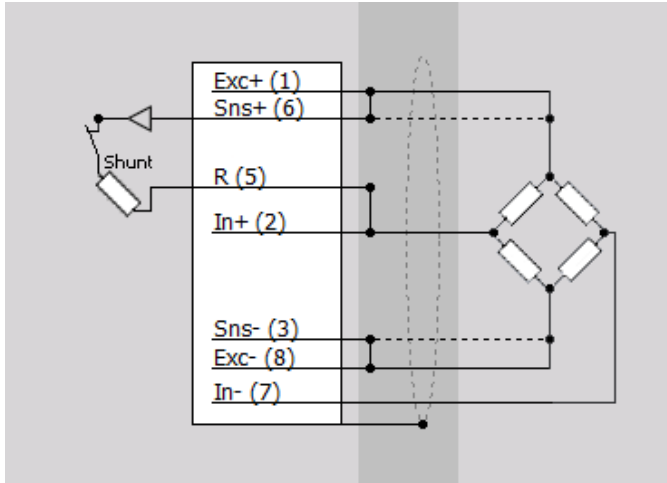 Exc+ (1)
Sns+ (6)
Shunt
R (5)
In+ (2)
Sns- (3)
Exc- (8)
In- (7)